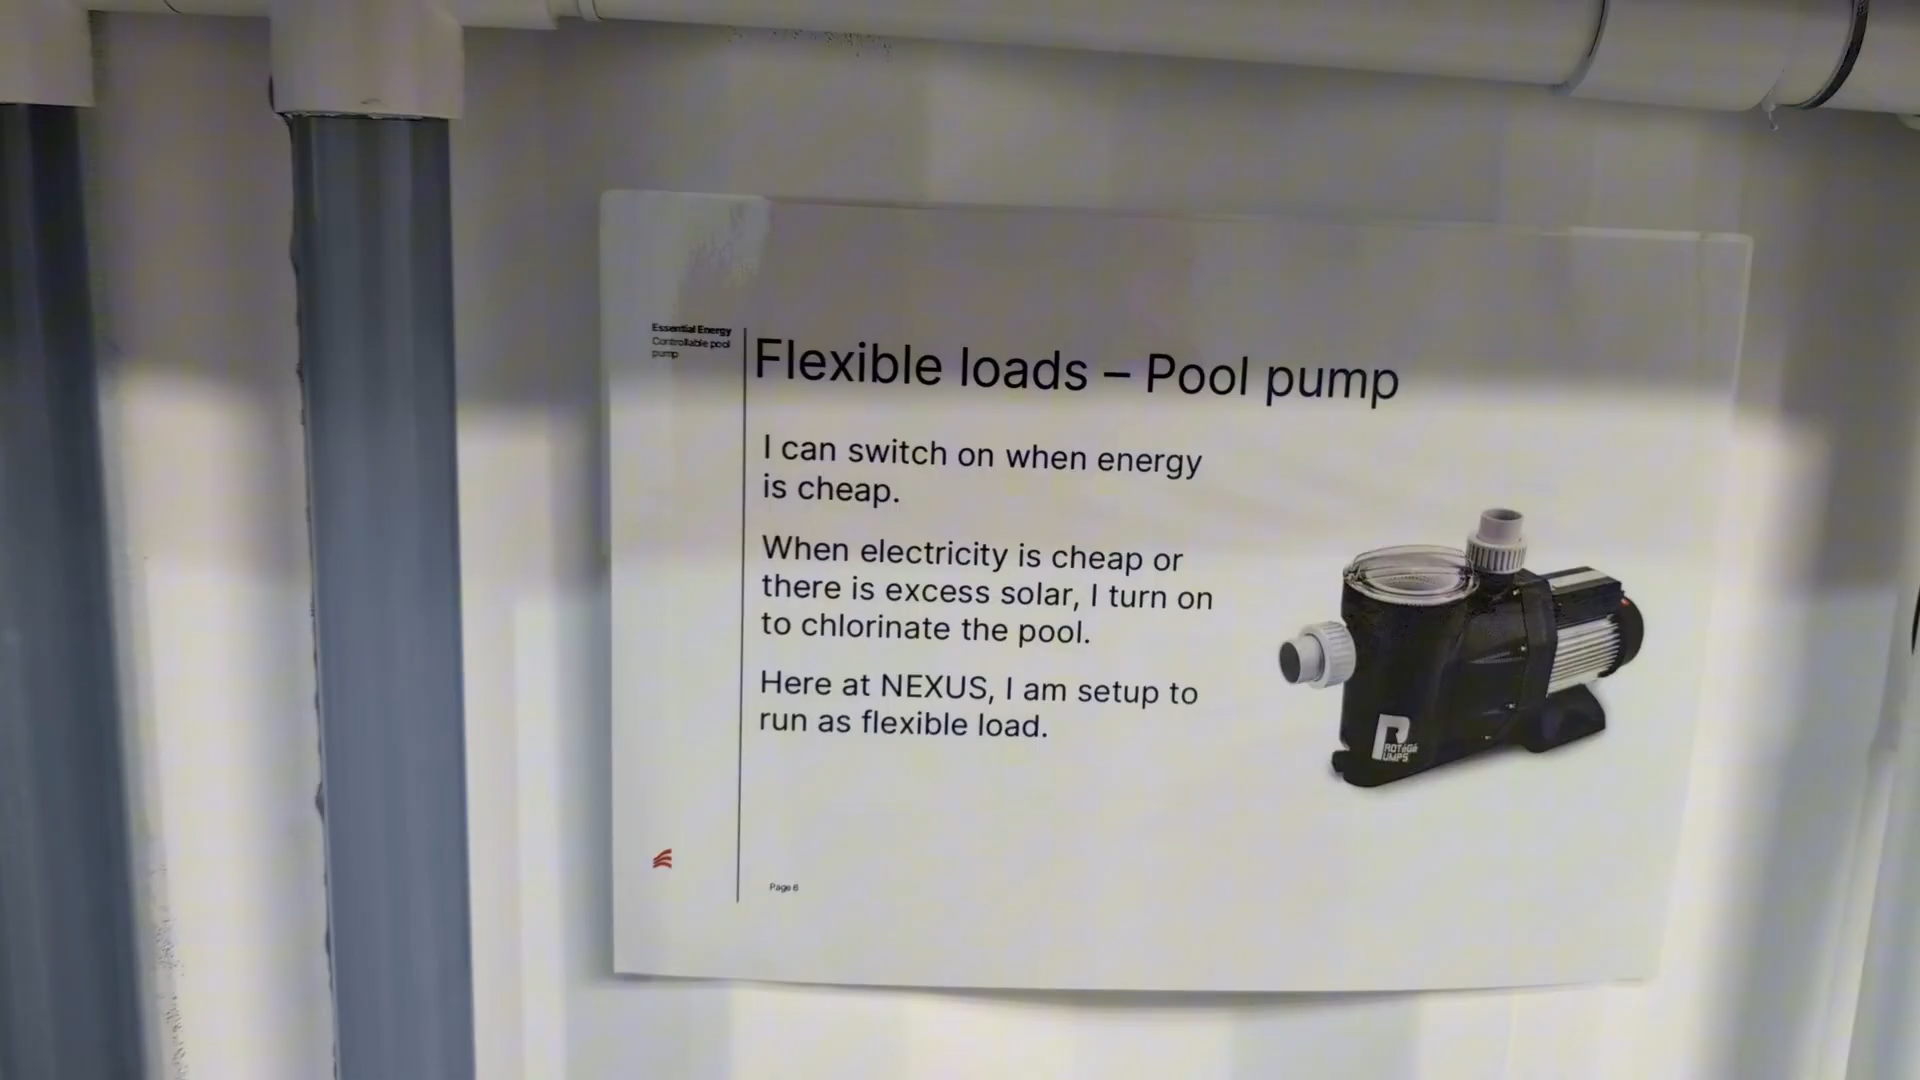 Essential Energy
Controllable pool
pump
Flexible loads – Pool pump
I can switch on when energy
is cheap.
When electricity is cheap or
there is excess solar, I turn on
to chlorinate the pool.
Here at NEXUS, I am setup to
run as flexible load.
PROTéGé
PUMPS
Page 6